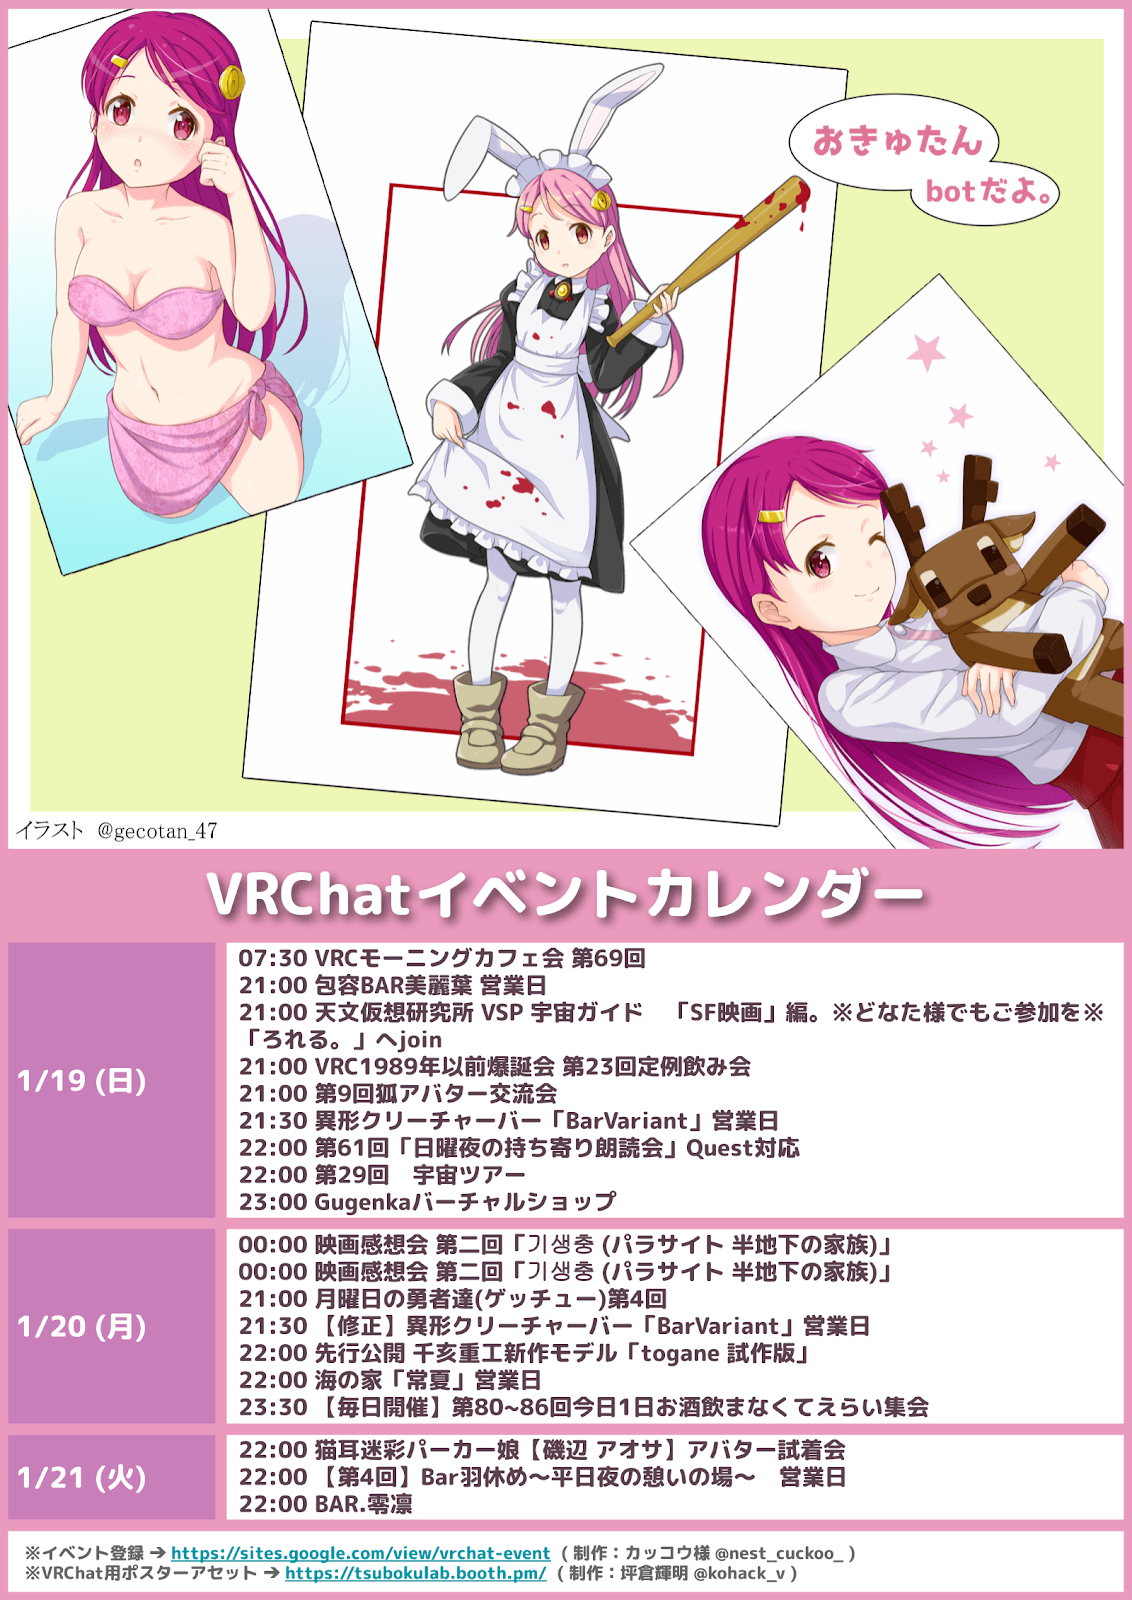 おきゅたん
botだよ。
イラスト @gecotan_47
VRChatイベントカレンダー
1/19 (日)
07:30 VRCモーニングカフェ会 第69回
21:00 包容BAR美麗葉 営業日
21:00 天文仮想研究所 VSP 宇宙ガイド　「SF映画」編。※どなた様でもご参加を※
「ろれる。」へjoin
21:00 VRC1989年以前爆誕会 第23回定例飲み会
21:00 第9回狐アバター交流会
21:30 異形クリーチャーバー「BarVariant」営業日
22:00 第61回「日曜夜の持ち寄り朗読会」Quest対応
22:00 第29回　宇宙ツアー
23:00 Gugenkaバーチャルショップ
1/20 (月)
00:00 映画感想会 第二回「기생충 (パラサイト 半地下の家族)」
00:00 映画感想会 第二回「기생충 (パラサイト 半地下の家族)」
21:00 月曜日の勇者達(ゲッチュー)第4回
21:30 【修正】異形クリーチャーバー「BarVariant」営業日
22:00 先行公開 千亥重工新作モデル「togane 試作版」
22:00 海の家「常夏」営業日
23:30 【毎日開催】第80~86回今日1日お酒飲まなくてえらい集会
1/21 (火)
22:00 猫耳迷彩パーカー娘【磯辺 アオサ】アバター試着会
22:00 【第4回】Bar羽休め～平日夜の憩いの場～　営業日
22:00 BAR.零凛
※イベント登録 → https://sites.google.com/view/vrchat-event ( 制作：カッコウ様 @nest_cuckoo_ )
※VRChat用ポスターアセット → https://tsubokulab.booth.pm/ ( 制作：坪倉輝明 @kohack_v )